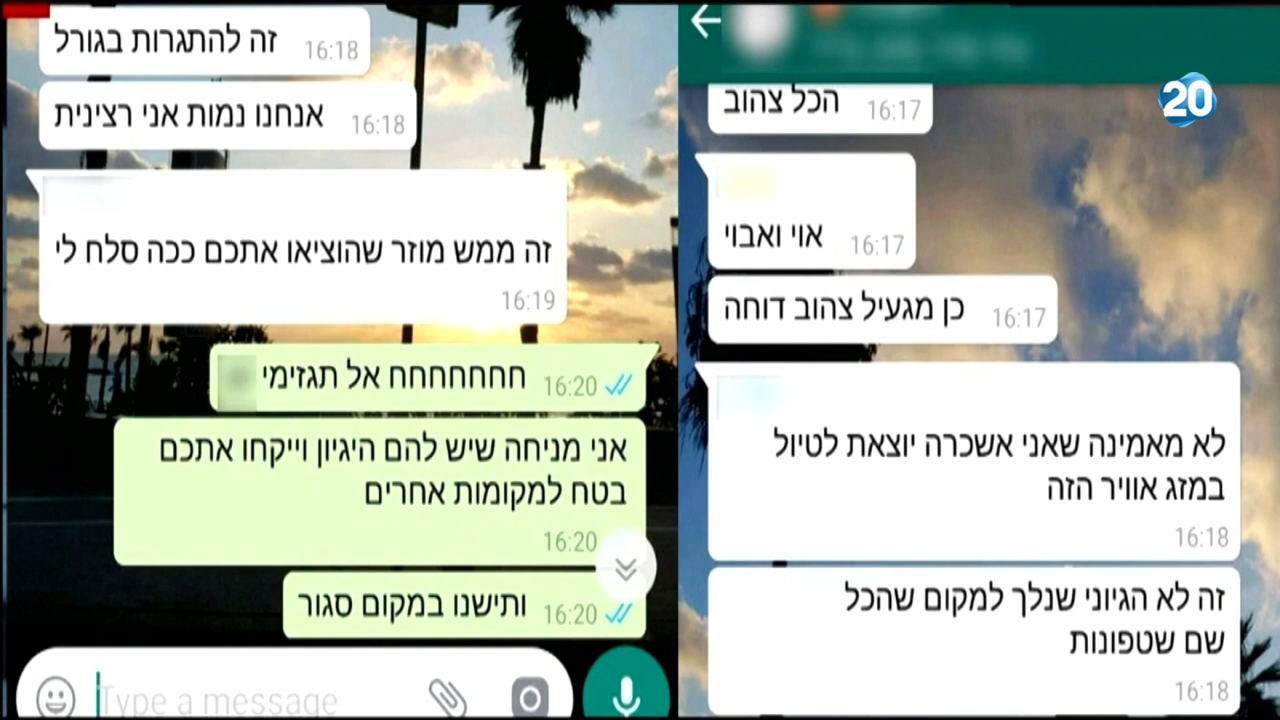 20
הכל צהוב 16:17
אוי ואבוי 16:17
כן מגעיל צהוב דוחה 16:17
לא מאמינה שאני אשכרה יוצאת לטיול
במזג אוויר הזה
16:18
זה לא הגיוני שנלך למקום שהכל
שם שטפונות
16:18
זה להתגרות בגורל 16:18
אנחנו נמות אני רצינית 16:18
זה ממש מוזר שהוציאו אתכם ככה סלח לי
16:19
חחחחחחח אל תגזימי 16:20
אני מניחה שיש להם היגיון וייקחו אתכם
בטח למקומות אחרים
16:20
ותישנו במקום סגור 16:20
Type a message